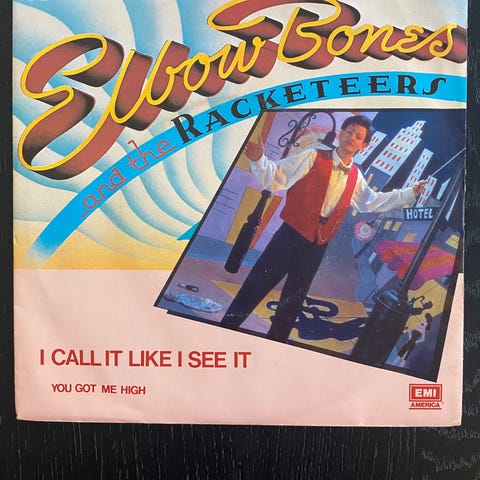 Elbow Bones
and the RACKETEERS
HOTEL
I CALL IT LIKE I SEE IT
YOU GOT ME HIGH
EMI
AMERICA